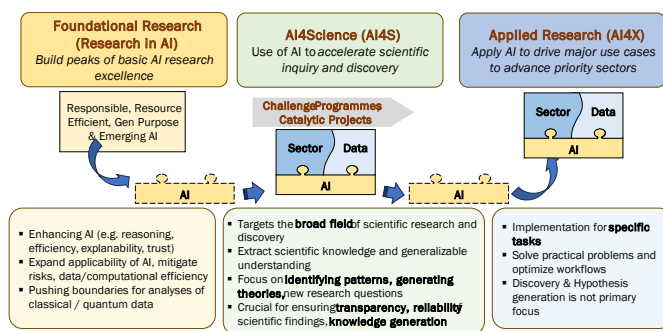 Foundational Research
(Research in AI)
Build peaks of basic AI research
excellence
AI4Science (AI4S)
Use of AI to accelerate scientific
inquiry and discovery
Applied Research (AI4X)
Apply AI to drive major use cases
to advance priority sectors
Responsible, Resource
Efficient, Gen Purpose
& Emerging AI
ChallengeProgrammes,
Catalytic Projects
Sector Data
AI
Sector Data
AI
AI
AI
▪ Enhancing AI (e.g. reasoning,
efficiency, explanability, trust)
▪ Expand applicability of AI, mitigate
risks, data/computational efficiency
▪ Pushing boundaries for analyses of
classical / quantum data
▪ Targets the broad field of scientific research and
discovery
▪ Extract scientific knowledge and generalizable
understanding
▪ Focus on identifying patterns, generating
theories, new research questions
▪ Crucial for ensuring transparency, reliability
scientific findings, knowledge generation
▪ Implementation for specific
tasks
▪ Solve practical problems and
optimize workflows
▪ Discovery & Hypothesis
generation is not primary
focus